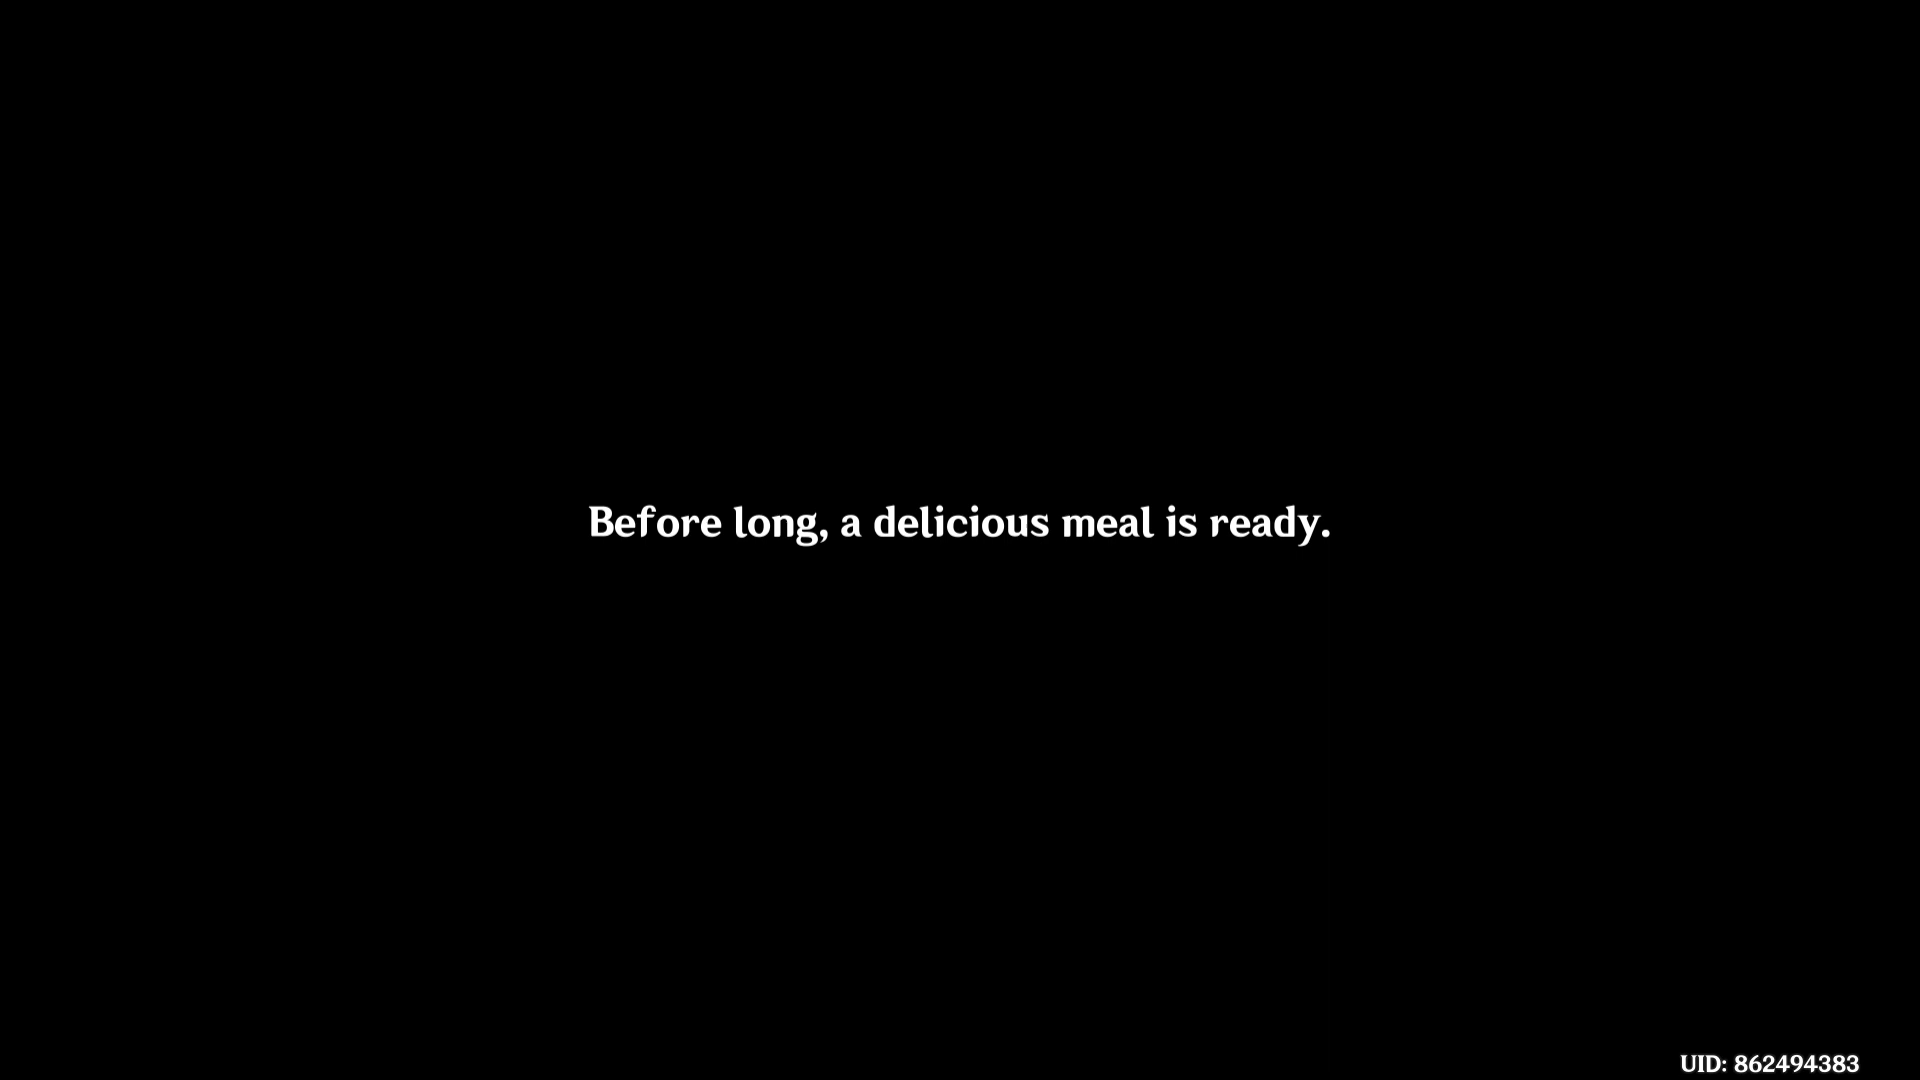 Before long, a delicious meal is ready.
UID: 862494383